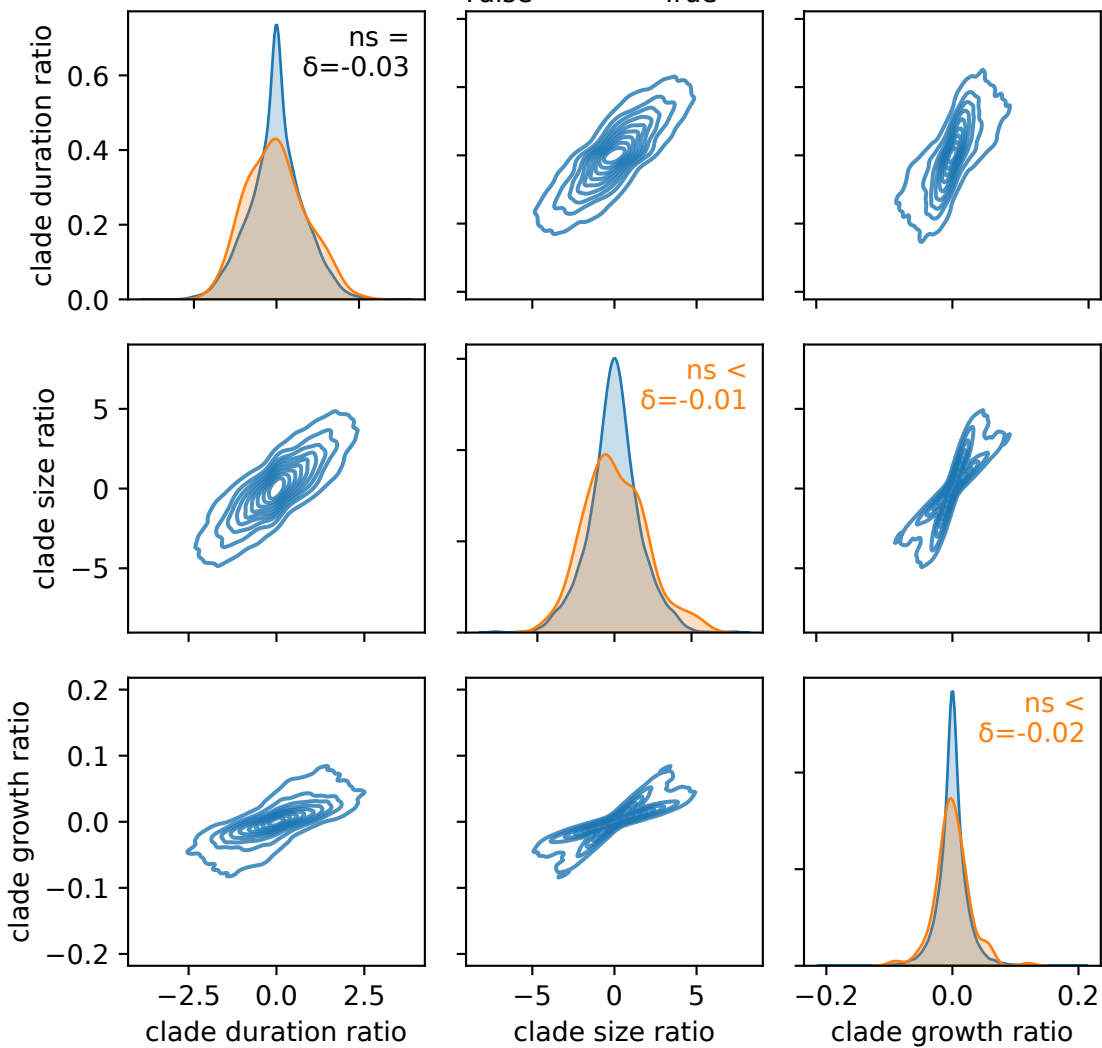 ns =
δ=-0.03
clade duration ratio
0.6
0.4
0.2
0.0
ns <
δ=-0.01
clade size ratio
5
0
−5
ns <
δ=-0.02
clade growth ratio
0.2
0.1
0.0
−0.1
−0.2
−2.5 0.0 2.5
−5 0 5
−0.2 0.0 0.2
clade duration ratio
clade size ratio
clade growth ratio